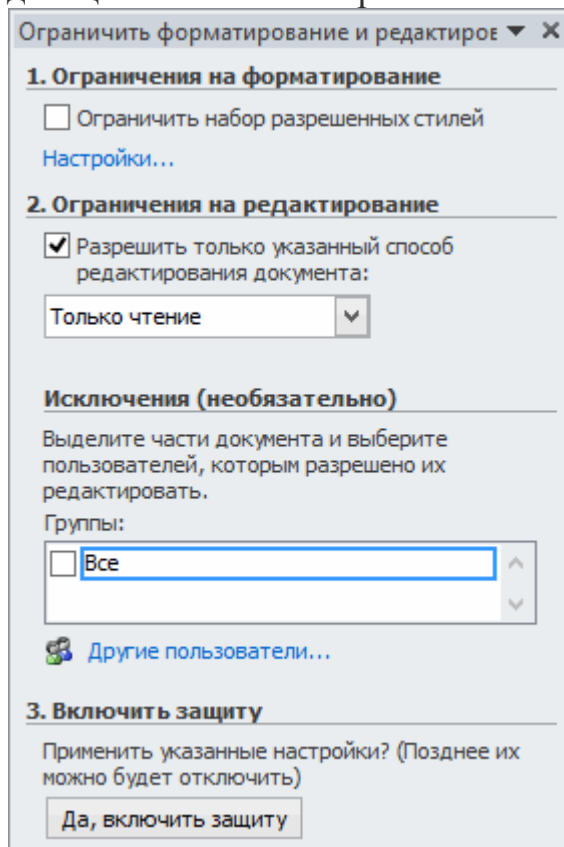 Ограничить форматирование и редактиров
1. Ограничения на форматирование
Ограничить набор разрешенных стилей
Настройки...
2. Ограничения на редактирование
Разрешить только указанный способ
редактирования документа:
Только чтение
Исключения (необязательно)
Выделите части документа и выберите
пользователей, которым разрешено их
редактировать.
Группы:
Все
Другие пользователи...
3. Включить защиту
Применить указанные настройки? (Позднее их
можно будет отключить)
Да, включить защиту